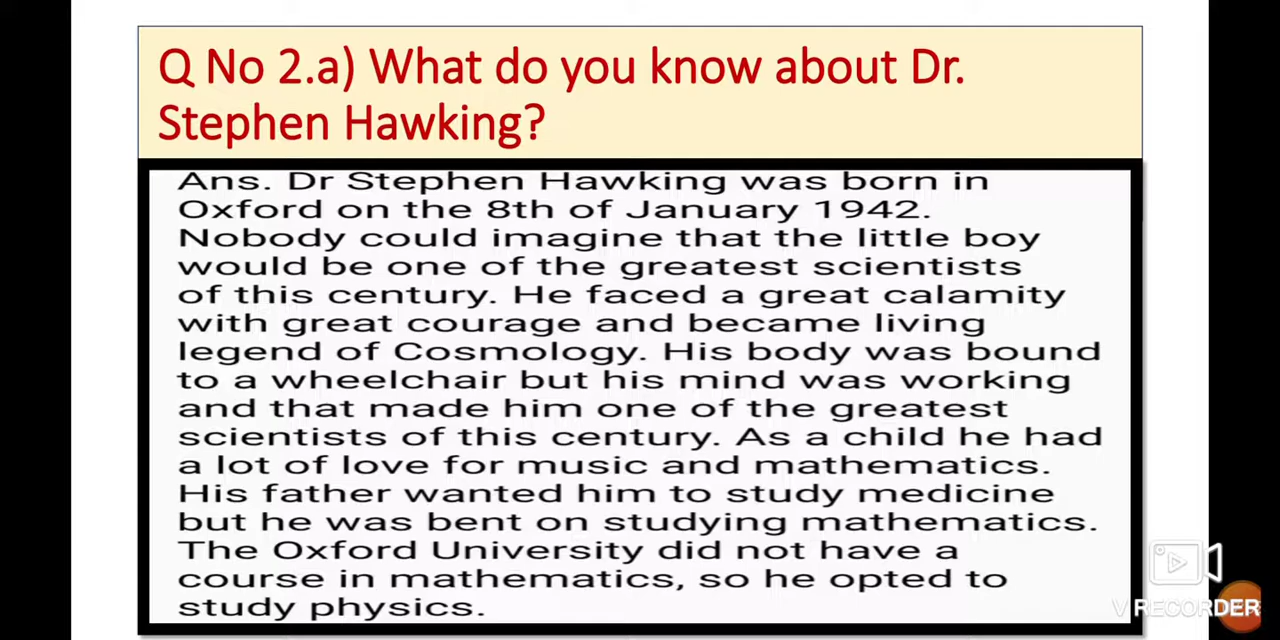 Q No 2.a) What do you know about Dr.
Stephen Hawking?
Ans. Dr Stephen Hawking was born in
Oxford on the 8th of January 1942.
Nobody could imagine that the little boy
would be one of the greatest scientists
of this century. He faced a great calamity
with great courage and became living
legend of Cosmology. His body was bound
to a wheelchair but his mind was working
and that made him one of the greatest
scientists of this century. As a child he had
a lot of love for music and mathematics.
His father wanted him to study medicine
but he was bent on studying mathematics.
The Oxford University did not have a
course in mathematics, so he opted to
study physics.
V RECORDER